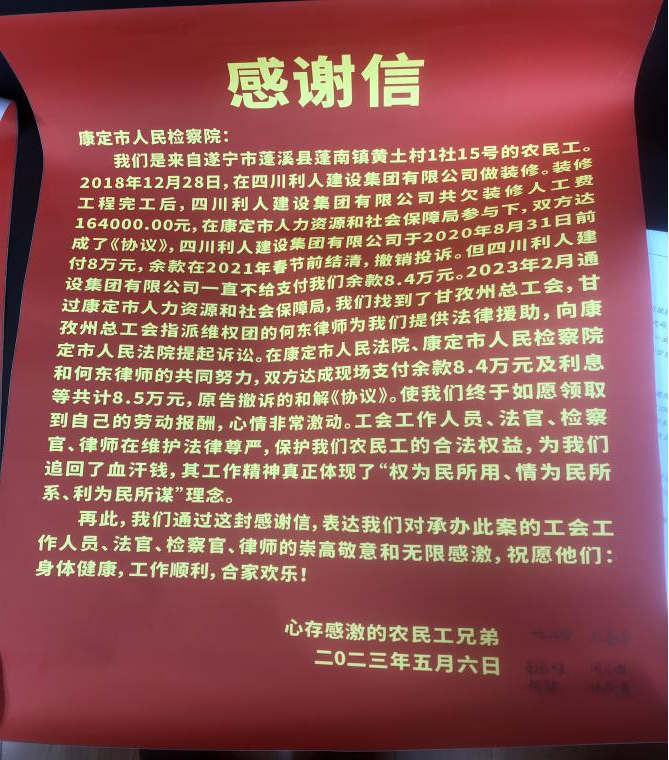 感谢信
康定市人民检察院：
我们是来自遂宁市蓬溪县蓬南镇黄土村1社15号的农民工。
2018年12月28日，在四川利人建设集团有限公司做装修。装修
工程完工后，四川利人建设集团有限公司共欠装修人工费
164000.00元，在康定市人力资源和社会保障局参与下，双方达
成了《协议》，四川利人建设集团有限公司于2020年8月31日前
付8万元，余款在2021年春节前结清，撤销投诉。但四川利人建
设集团有限公司一直不给支付我们余款8.4万元。2023年2月通
过康定市人力资源和社会保障局，我们找到了甘孜州总工会，甘
孜州总工会指派维权团的何东律师为我们提供法律援助，向康
定市人民法院提起诉讼。在康定市人民法院、康定市人民检察院
和何东律师的共同努力，双方达成现场支付余款8.4万元及利息
等共计8.5万元，原告撤诉的和解《协议》。使我们终于如愿领取
到自己的劳动报酬，心情非常激动。工会工作人员、法官、检察
官、律师在维护法律尊严，保护我们农民工的合法权益，为我们
追回了血汗钱，其工作精神真正体现了“权为民所用、情为民所
系、利为民所谋”理念。
再此，我们通过这封感谢信，表达我们对承办此案的工会工
作人员、法官、检察官、律师的崇高敬意和无限感激，祝愿他们：
身体健康，工作顺利，合家欢乐！
心存感激的农民工兄弟
二0二三年五月六日